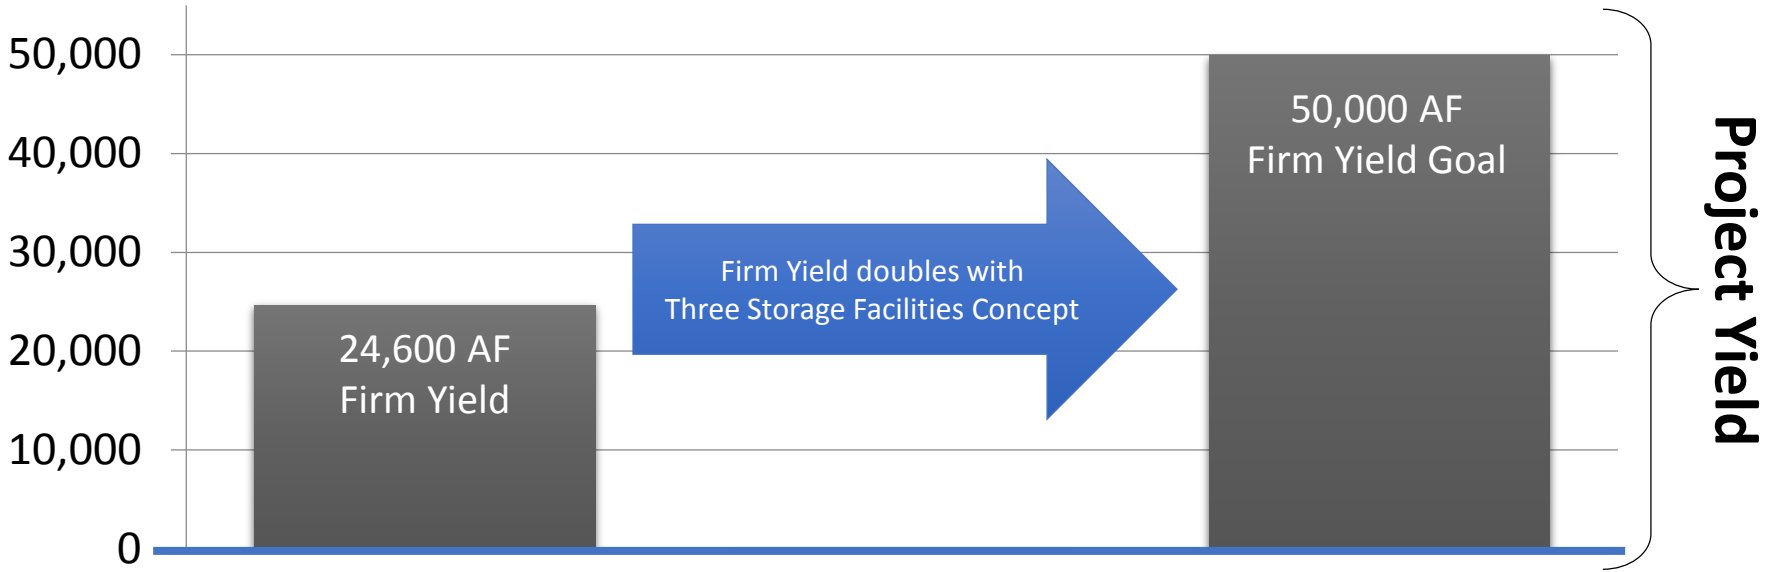 50,000
40,000
30,000
20,000
10,000
0
24,600 AF
Firm Yield
Firm Yield doubles with
Three Storage Facilities Concept
50,000 AF
Firm Yield Goal
Project Yield